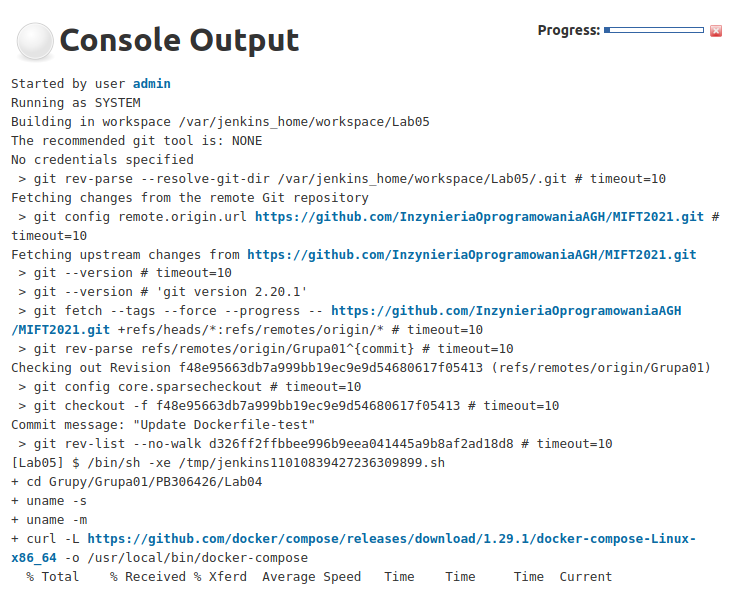 Console Output
Progress:
Started by user admin
Running as SYSTEM
Building in workspace /var/jenkins_home/workspace/Lab05
The recommended git tool is: NONE
No credentials specified
 > git rev-parse --resolve-git-dir /var/jenkins_home/workspace/Lab05/.git # timeout=10
Fetching changes from the remote Git repository
 > git config remote.origin.url https://github.com/InzynieriaOprogramowaniaAGH/MIFT2021.git #
timeout=10
Fetching upstream changes from https://github.com/InzynieriaOprogramowaniaAGH/MIFT2021.git
 > git --version # timeout=10
 > git --version # 'git version 2.20.1'
 > git fetch --tags --force --progress -- https://github.com/InzynieriaOprogramowaniaAGH
/MIFT2021.git +refs/heads/*:refs/remotes/origin/* # timeout=10
 > git rev-parse refs/remotes/origin/Grupa01^{commit} # timeout=10
Checking out Revision f48e95663db7a999bb19ec9e9d54680617f05413 (refs/remotes/origin/Grupa01)
 > git config core.sparsecheckout # timeout=10
 > git checkout -f f48e95663db7a999bb19ec9e9d54680617f05413 # timeout=10
Commit message: "Update Dockerfile-test"
 > git rev-list --no-walk d326ff2ffbbee996b9eea041445a9b8af2ad18d8 # timeout=10
[Lab05] $ /bin/sh -xe /tmp/jenkins11010839427236309899.sh
+ cd Grupy/Grupa01/PB306426/Lab04
+ uname -s
+ uname -m
+ curl -L https://github.com/docker/compose/releases/download/1.29.1/docker-compose-Linux-
x86_64 -o /usr/local/bin/docker-compose
  % Total    % Received % Xferd  Average Speed   Time    Time     Time  Current